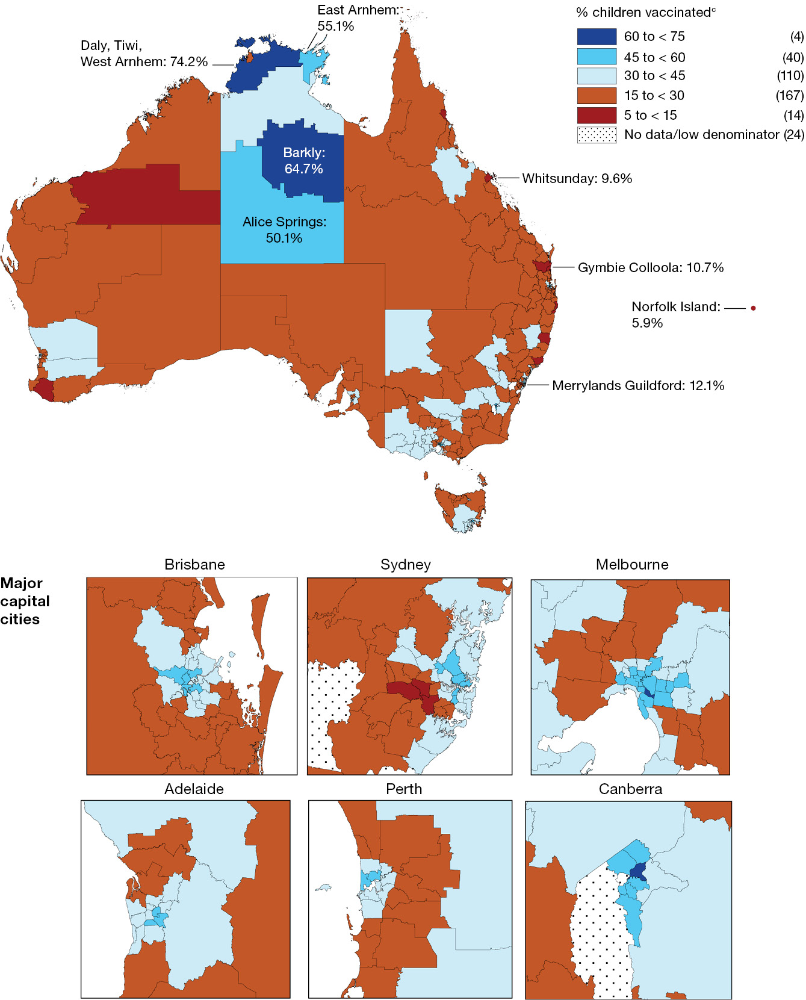 East Arnhem:
55.1%
Daly, Tiwi,
West Arnhem: 74.2%
% children vaccinatedᶜ
60 to < 75 (4)
45 to < 60 (40)
30 to < 45 (110)
15 to < 30 (167)
5 to < 15 (14)
No data/low denominator (24)
Barkly:
64.7%
Whitsunday: 9.6%
Alice Springs:
50.1%
Gymbie Colloola: 10.7%
Norfolk Island:
5.9%
Merrylands Guildford: 12.1%
Major
capital
cities
Brisbane
Sydney
Melbourne
Adelaide
Perth
Canberra